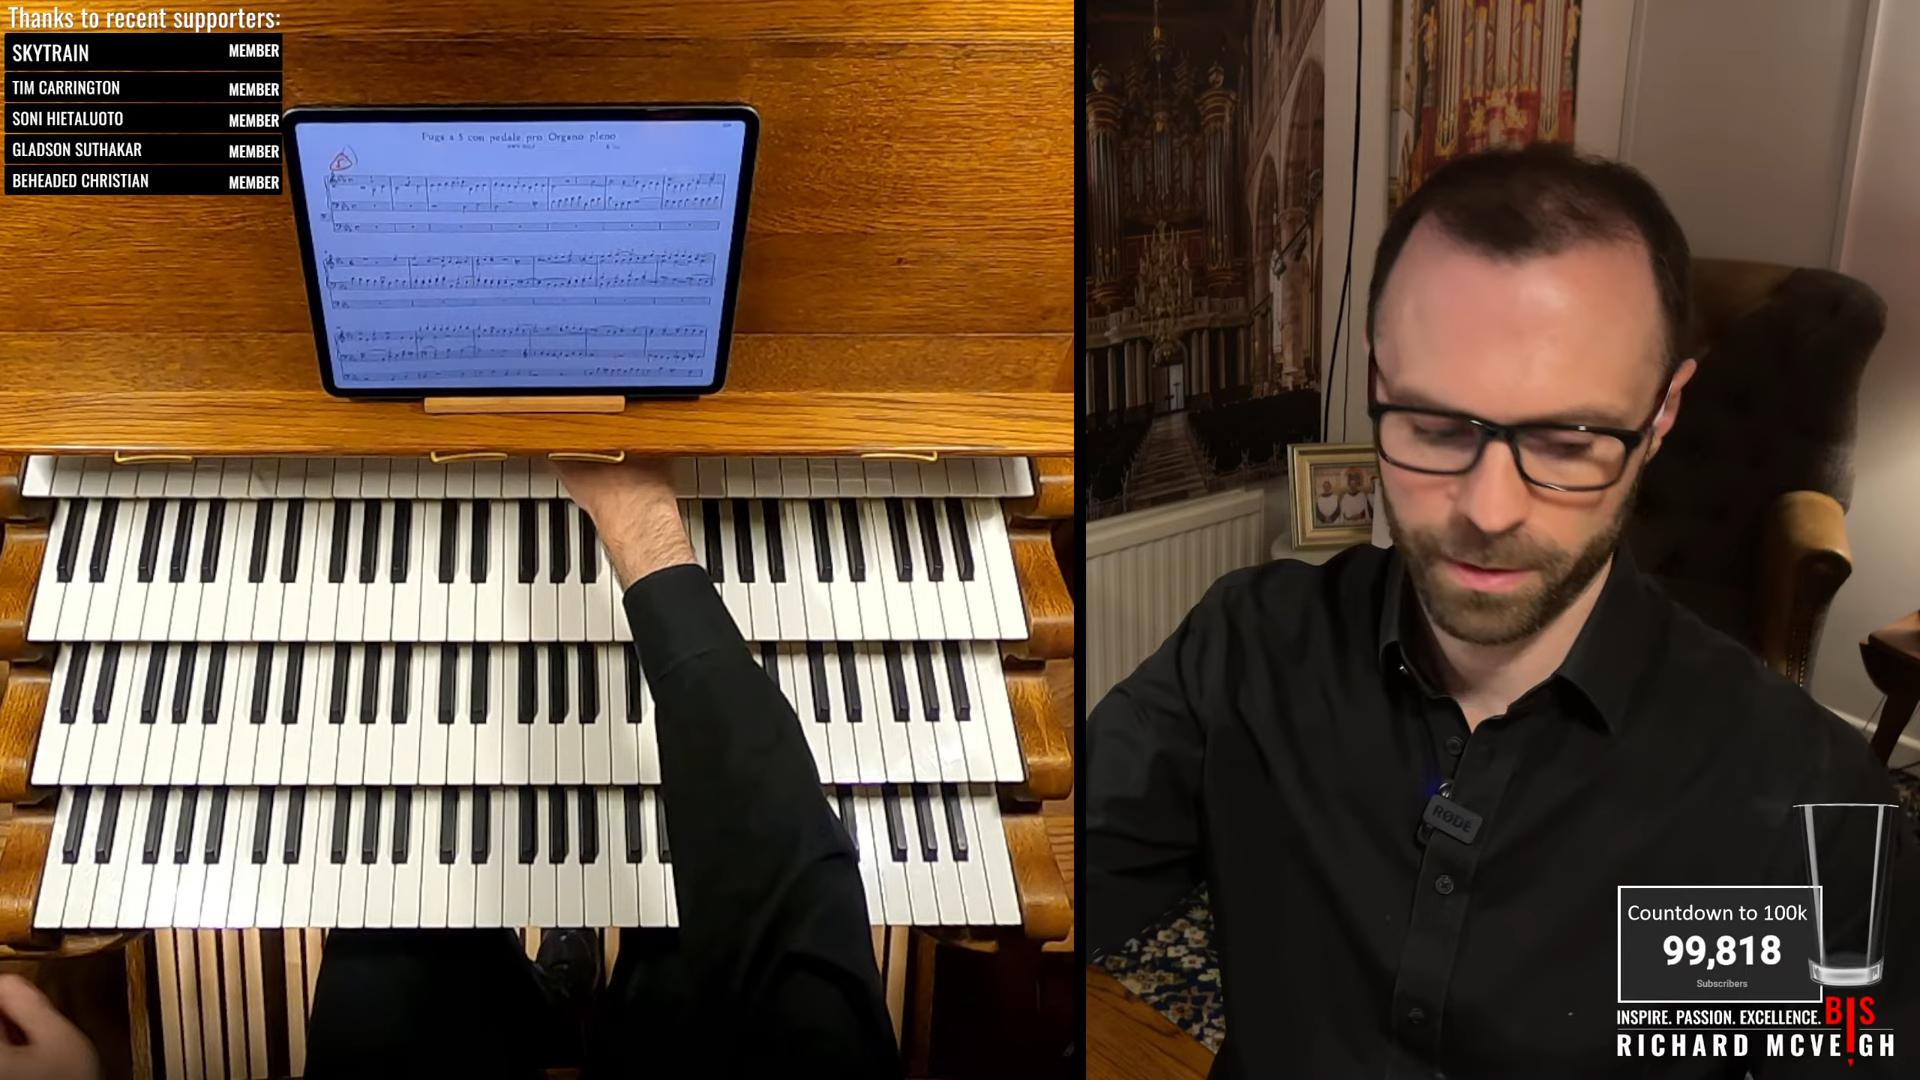 Thanks to recent supporters:
SKYTRAIN MEMBER
TIM CARRINGTON MEMBER
SONI HIETALUOTO MEMBER
GLADSON SUTHAKAR MEMBER
BEHEADED CHRISTIAN MEMBER
Fuga a 5 con pedale pro Organo pleno
RØDE
Countdown to 100k
99,818
Subscribers
INSPIRE. PASSION. EXCELLENCE. BIS
RICHARD MCVEIGH